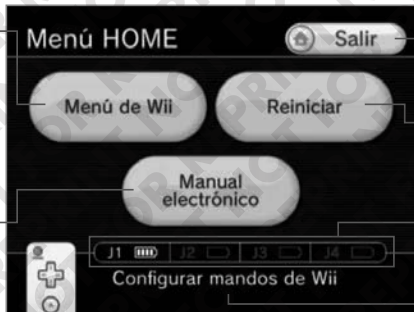 Menú HOME
Salir
Menú de Wii
Reiniciar
Manual
electrónico
J1 J2 J3 J4
Configurar mandos de Wii